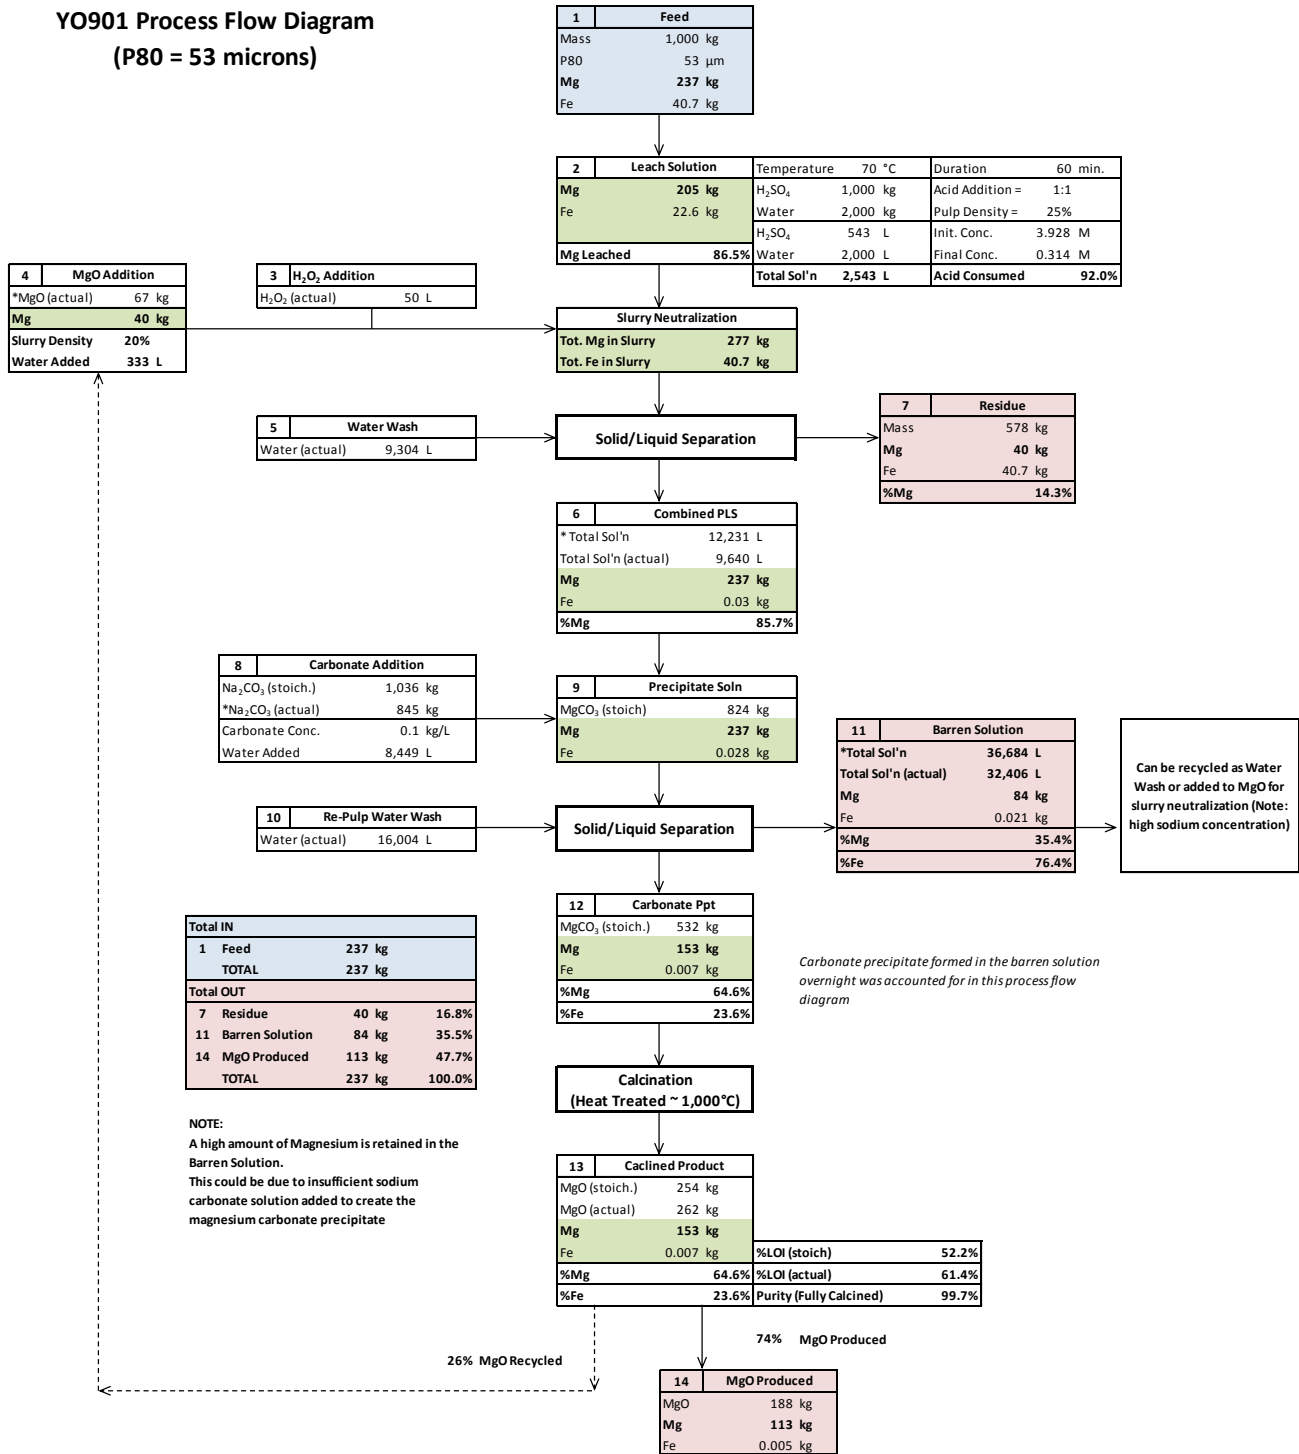 YO901 Process Flow Diagram
(P80 = 53 microns)
1 Feed
Mass 1,000 kg
P80 53 µm
Mg 237 kg
Fe 40.7 kg
2 Leach Solution
Mg 205 kg
Fe 22.6 kg
Mg Leached 86.5%
Temperature 70 °C Duration 60 min.
H₂SO₄ 1,000 kg Acid Addition = 1:1
Water 2,000 kg Pulp Density = 25%
H₂SO₄ 543 L Init. Conc. 3.928 M
Water 2,000 L Final Conc. 0.314 M
Total Sol'n 2,543 L Acid Consumed 92.0%
4 MgO Addition
*MgO (actual) 67 kg
Mg 40 kg
Slurry Density 20%
Water Added 333 L
3 H₂O₂ Addition
H₂O₂ (actual) 50 L
Slurry Neutralization
Tot. Mg in Slurry 277 kg
Tot. Fe in Slurry 40.7 kg
5 Water Wash
Water (actual) 9,304 L
Solid/Liquid Separation
7 Residue
Mass 578 kg
Mg 40 kg
Fe 40.7 kg
%Mg 14.3%
6 Combined PLS
* Total Sol'n 12,231 L
Total Sol'n (actual) 9,640 L
Mg 237 kg
Fe 0.03 kg
%Mg 85.7%
8 Carbonate Addition
Na₂CO₃ (stoich.) 1,036 kg
*Na₂CO₃ (actual) 845 kg
Carbonate Conc. 0.1 kg/L
Water Added 8,449 L
9 Precipitate Soln
MgCO₃ (stoich) 824 kg
Mg 237 kg
Fe 0.028 kg
10 Re-Pulp Water Wash
Water (actual) 16,004 L
Solid/Liquid Separation
11 Barren Solution
*Total Sol'n 36,684 L
Total Sol'n (actual) 32,406 L
Mg 84 kg
Fe 0.021 kg
%Mg 35.4%
%Fe 76.4%
Can be recycled as Water
Wash or added to MgO for
slurry neutralization (Note:
high sodium concentration)
12 Carbonate Ppt
MgCO₃ (stoich.) 532 kg
Mg 153 kg
Fe 0.007 kg
%Mg 64.6%
%Fe 23.6%
Carbonate precipitate formed in the barren solution
overnight was accounted for in this process flow
diagram
Total IN
1 Feed 237 kg
TOTAL 237 kg
Total OUT
7 Residue 40 kg 16.8%
11 Barren Solution 84 kg 35.5%
14 MgO Produced 113 kg 47.7%
TOTAL 237 kg 100.0%
NOTE:
A high amount of Magnesium is retained in the
Barren Solution.
This could be due to insufficient sodium
carbonate solution added to create the
magnesium carbonate precipitate
Calcination
(Heat Treated ~ 1,000°C)
13 Caclined Product
MgO (stoich.) 254 kg
MgO (actual) 262 kg
Mg 153 kg
Fe 0.007 kg
%Mg 64.6%
%Fe 23.6%
%LOI (stoich) 52.2%
%LOI (actual) 61.4%
Purity (Fully Calcined) 99.7%
74% MgO Produced
26% MgO Recycled
14 MgO Produced
MgO 188 kg
Mg 113 kg
Fe 0.005 kg